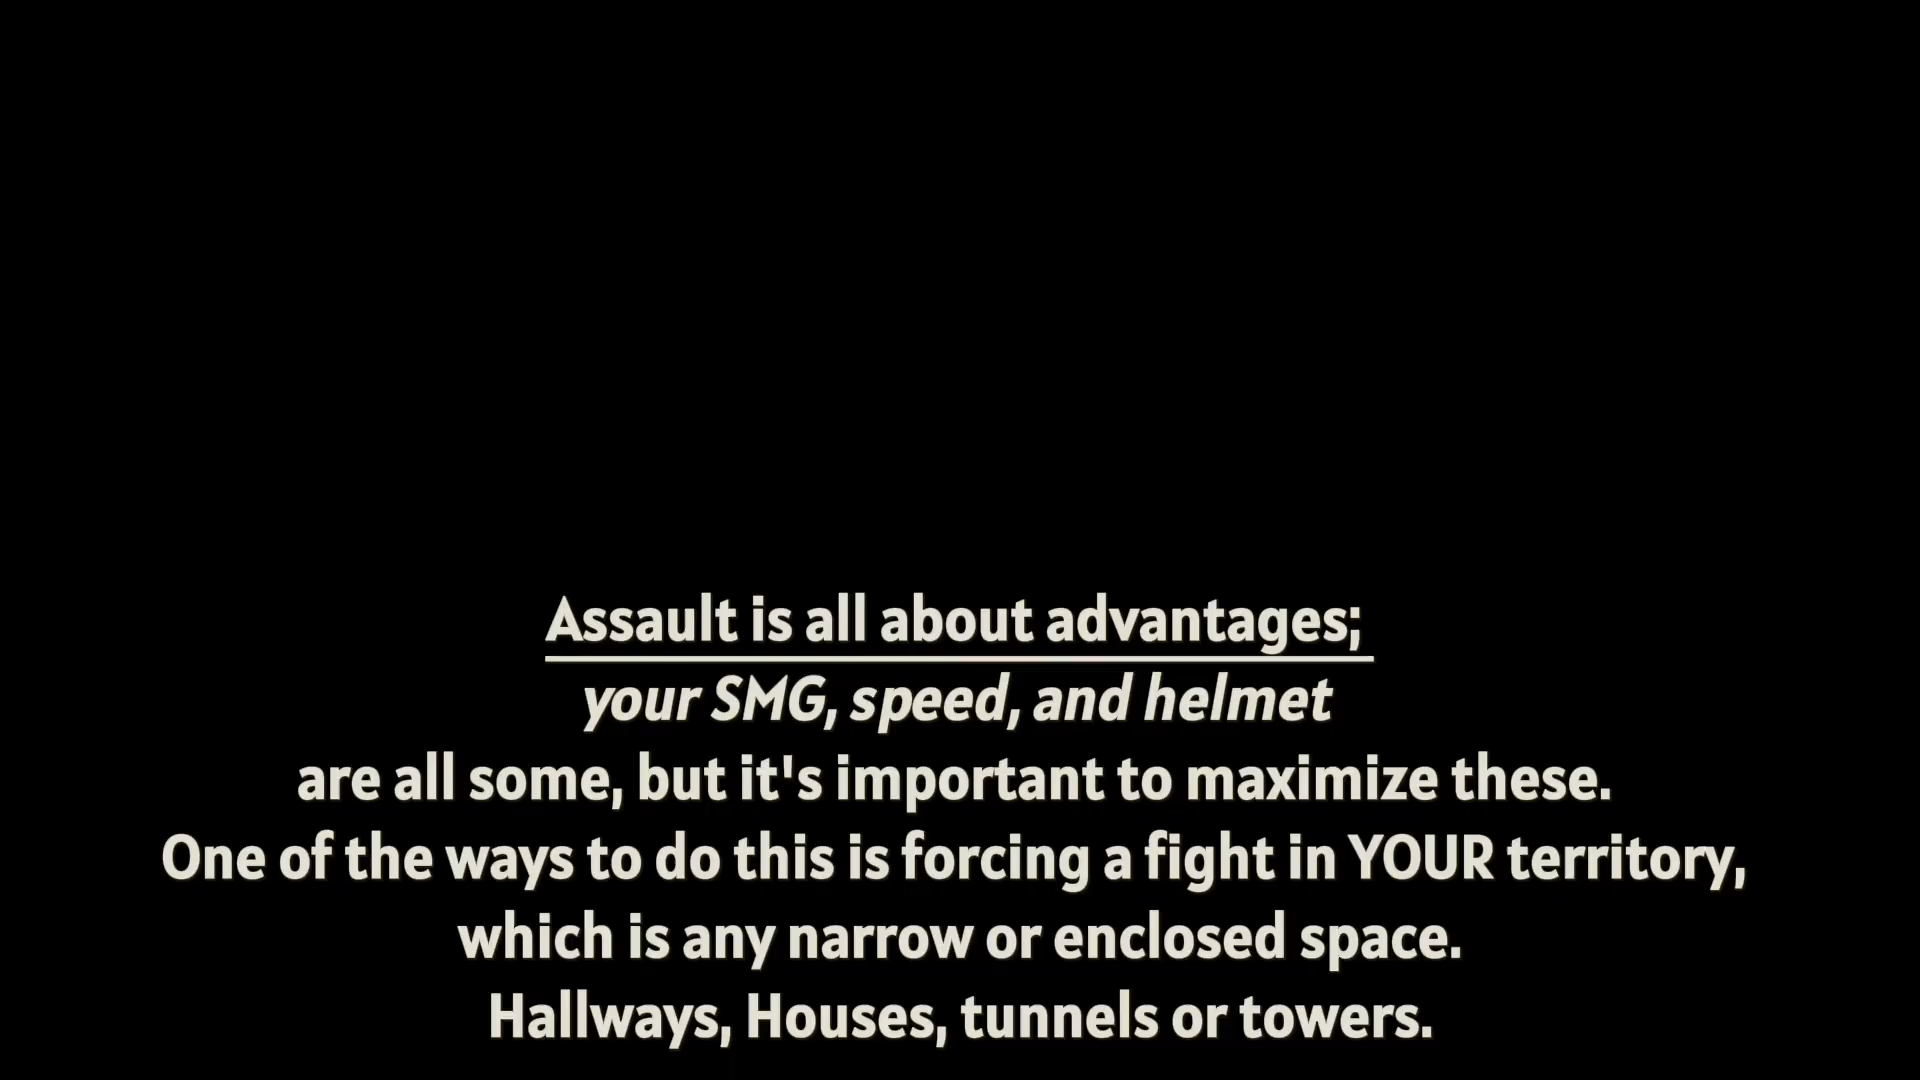 Assault is all about advantages;
your SMG, speed, and helmet
are all some, but it's important to maximize these.
One of the ways to do this is forcing a fight in YOUR territory,
which is any narrow or enclosed space.
Hallways, Houses, tunnels or towers.